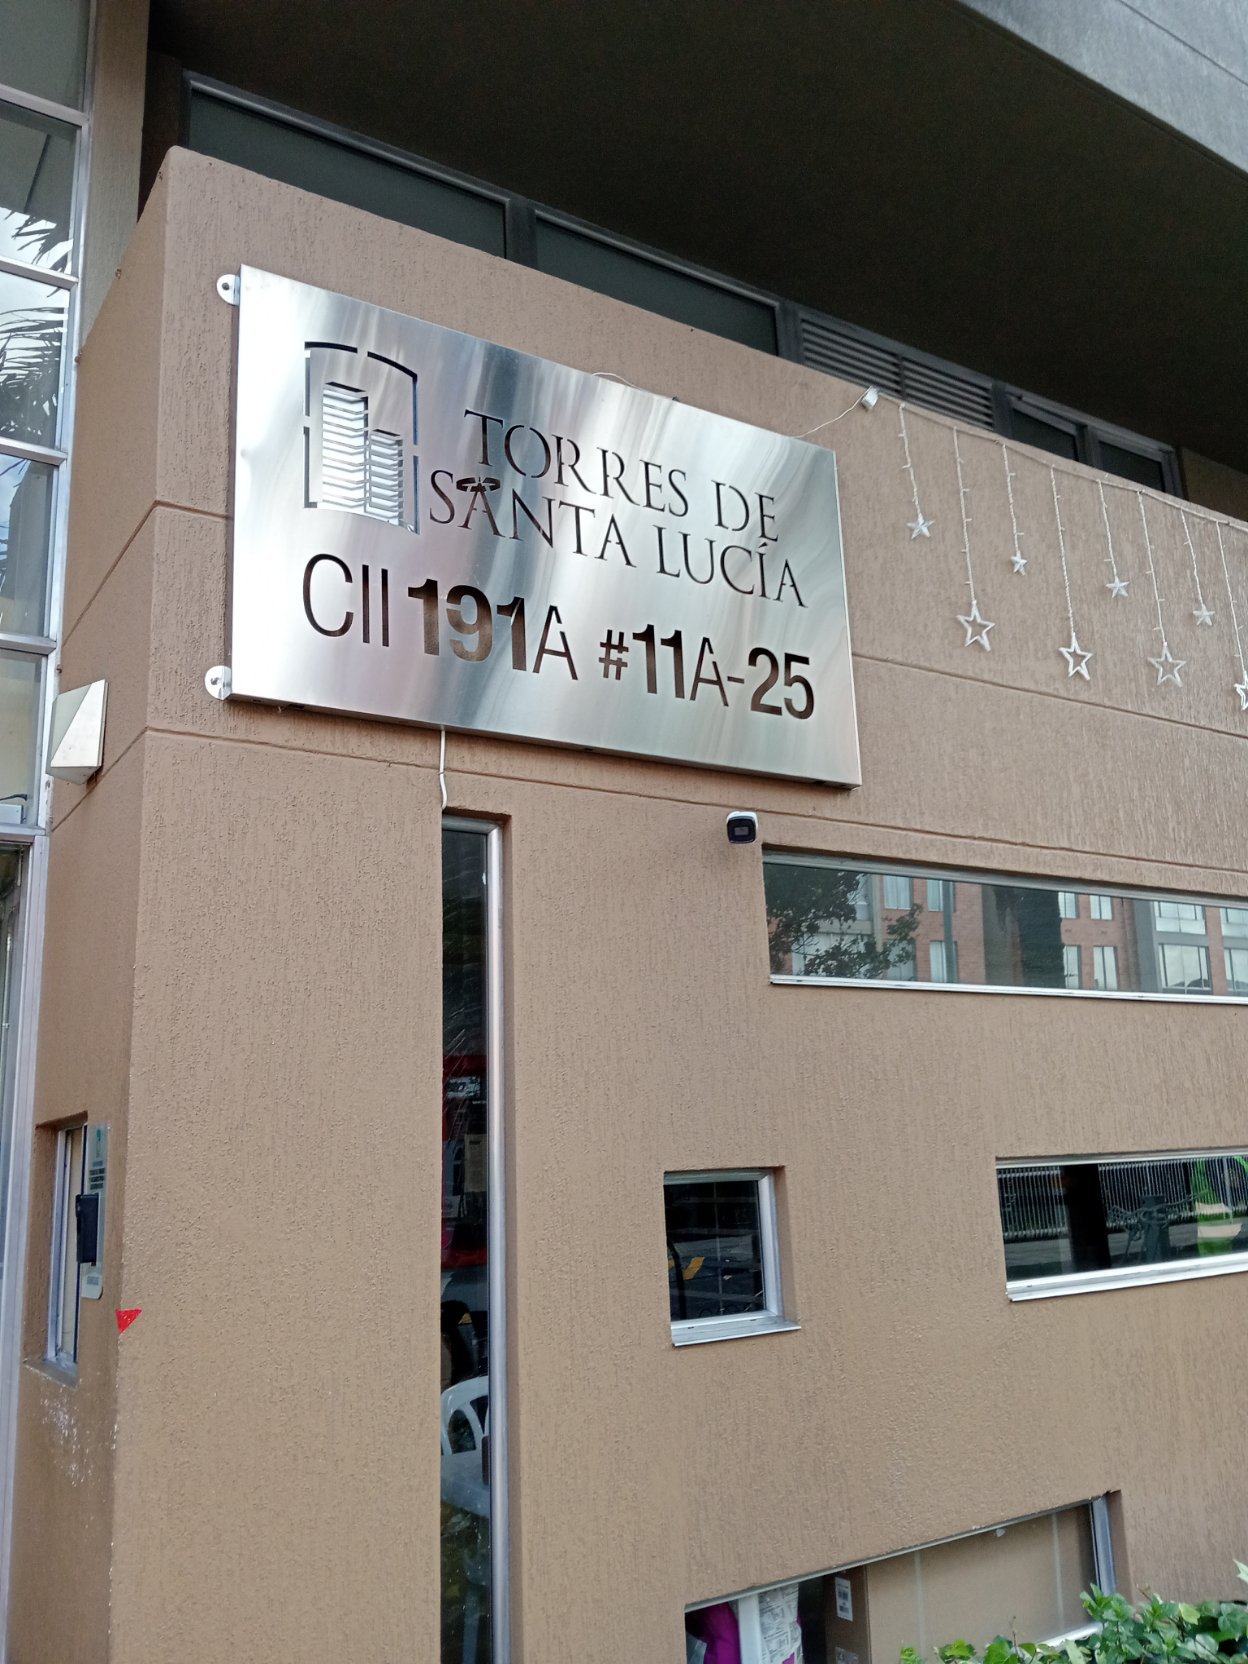 TORRES DE
SANTA LUCÍA
Cll 191A #11A-25